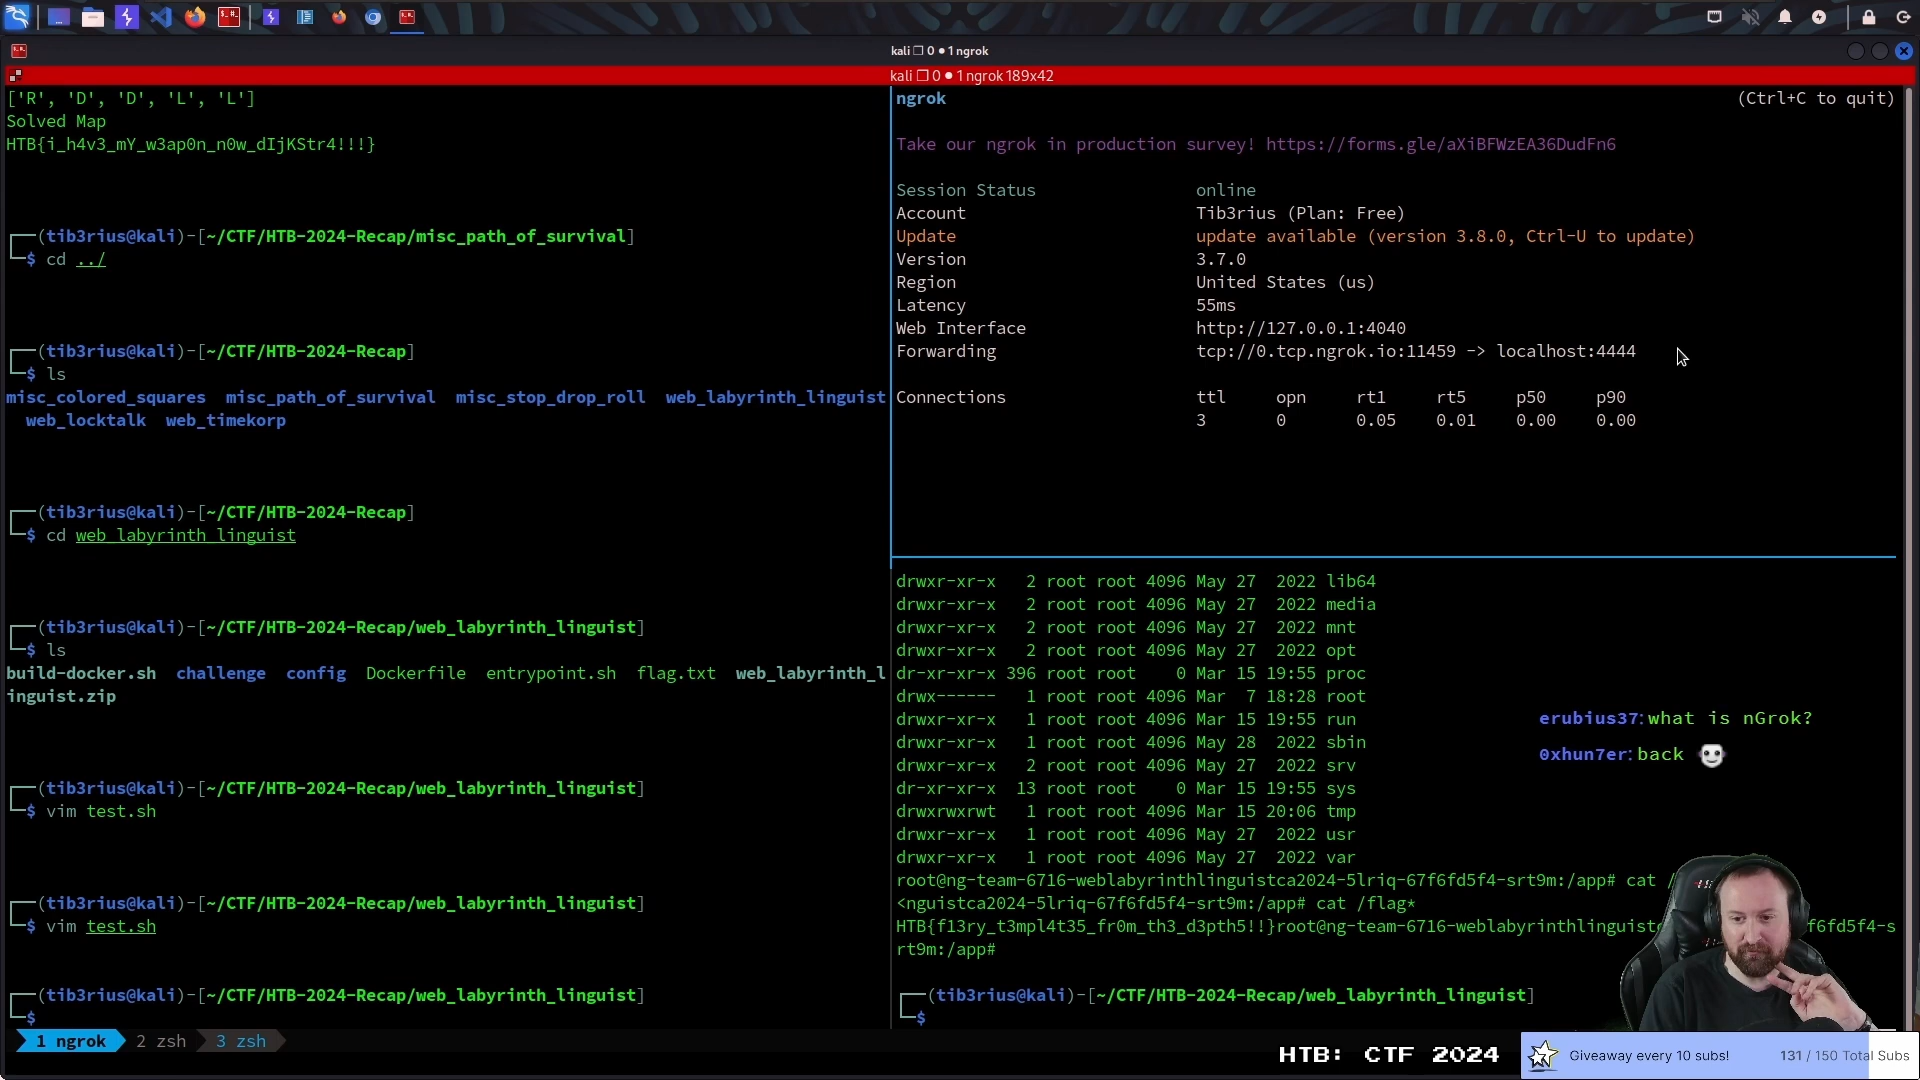 kali ❐ 0 ● 1 ngrok
kali ❐ 0 ● 1 ngrok 189x42
['R', 'D', 'D', 'L', 'L']
Solved Map
HTB{i_h4v3_mY_w3ap0n_n0w_dIjKStr4!!!}
┌──(tib3rius@kali)-[~/CTF/HTB-2024-Recap/misc_path_of_survival]
└─$ cd ../
┌──(tib3rius@kali)-[~/CTF/HTB-2024-Recap]
└─$ ls
misc_colored_squares  misc_path_of_survival  misc_stop_drop_roll  web_labyrinth_linguist
web_locktalk  web_timekorp
┌──(tib3rius@kali)-[~/CTF/HTB-2024-Recap]
└─$ cd web_labyrinth_linguist
┌──(tib3rius@kali)-[~/CTF/HTB-2024-Recap/web_labyrinth_linguist]
└─$ ls
build-docker.sh  challenge  config  Dockerfile  entrypoint.sh  flag.txt  web_labyrinth_l
inguist.zip
┌──(tib3rius@kali)-[~/CTF/HTB-2024-Recap/web_labyrinth_linguist]
└─$ vim test.sh
┌──(tib3rius@kali)-[~/CTF/HTB-2024-Recap/web_labyrinth_linguist]
└─$ vim test.sh
┌──(tib3rius@kali)-[~/CTF/HTB-2024-Recap/web_labyrinth_linguist]
└─$
ngrok (Ctrl+C to quit)
Take our ngrok in production survey! https://forms.gle/aXiBFWzEA36DudFn6
Session Status online
Account Tib3rius (Plan: Free)
Update update available (version 3.8.0, Ctrl-U to update)
Version 3.7.0
Region United States (us)
Latency 55ms
Web Interface http://127.0.0.1:4040
Forwarding tcp://0.tcp.ngrok.io:11459 -> localhost:4444
Connections ttl opn rt1 rt5 p50 p90
3 0 0.05 0.01 0.00 0.00
drwxr-xr-x   2 root root 4096 May 27  2022 lib64
drwxr-xr-x   2 root root 4096 May 27  2022 media
drwxr-xr-x   2 root root 4096 May 27  2022 mnt
drwxr-xr-x   2 root root 4096 May 27  2022 opt
dr-xr-xr-x 396 root root    0 Mar 15 19:55 proc
drwx------   1 root root 4096 Mar  7 18:28 root
drwxr-xr-x   1 root root 4096 Mar 15 19:55 run
drwxr-xr-x   1 root root 4096 May 28  2022 sbin
drwxr-xr-x   2 root root 4096 May 27  2022 srv
dr-xr-xr-x  13 root root    0 Mar 15 19:55 sys
drwxrwxrwt   1 root root 4096 Mar 15 20:06 tmp
drwxr-xr-x   1 root root 4096 May 27  2022 usr
drwxr-xr-x   1 root root 4096 May 27  2022 var
root@ng-team-6716-weblabyrinthlinguistca2024-5lriq-67f6fd5f4-srt9m:/app# cat /
<nguistca2024-5lriq-67f6fd5f4-srt9m:/app# cat /flag*
HTB{f13ry_t3mpl4t35_fr0m_th3_d3pth5!!}root@ng-team-6716-weblabyrinthlinguistc f6fd5f4-s
rt9m:/app#
┌──(tib3rius@kali)-[~/CTF/HTB-2024-Recap/web_labyrinth_linguist]
└─$
erubius37: what is nGrok?
0xhun7er: back
1 ngrok  2 zsh  3 zsh
HTB: CTF 2024
Giveaway every 10 subs! 131 / 150 Total Subs